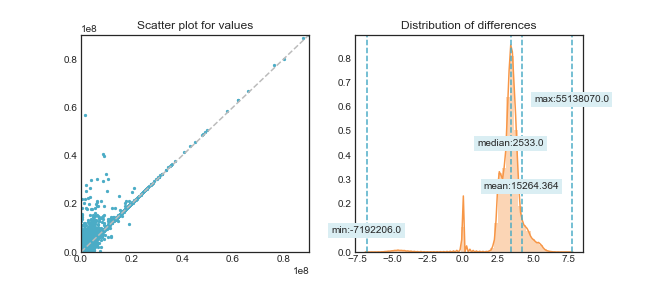 Scatter plot for values
1e8
0.8
0.6
0.4
0.2
0.0
0.0 0.2 0.4 0.6 0.8
1e8
Distribution of differences
0.8
0.7
0.6
0.5
0.4
0.3
0.2
0.0
max:55138070.0
median:2533.0
mean:15264.364
min:-7192206.0
−7.5 −5.0 −2.5 0.0 2.5 5.0 7.5